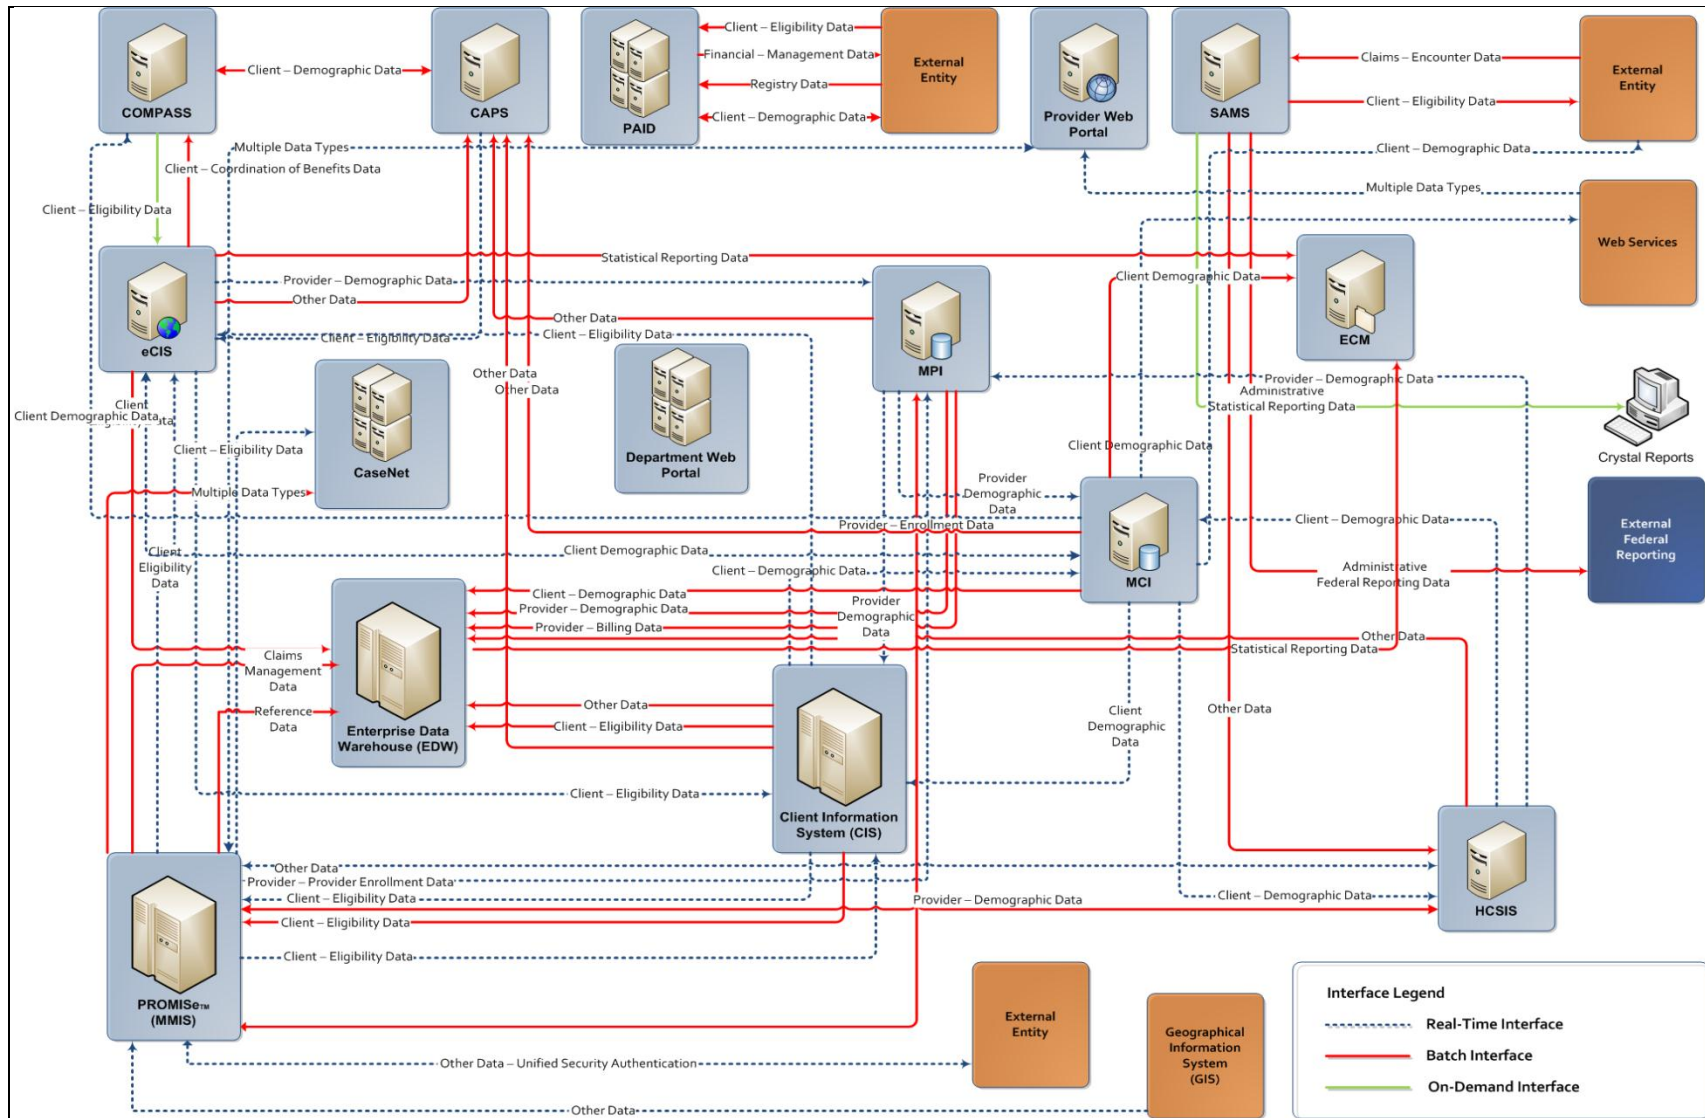 Client – Eligibility Data
Financial – Management Data
Registry Data
Client – Demographic Data
External
Entity
Client – Demographic Data
COMPASS
CAPS
PAID
Provider Web
Portal
SAMS
Claims – Encounter Data
Client – Eligibility Data
External
Entity
Multiple Data Types
Client – Demographic Data
Client – Coordination of Benefits Data
Multiple Data Types
Client – Eligibility Data
Web Services
Statistical Reporting Data
Provider – Demographic Data
Other Data
Client Demographic Data
Other Data
Client – Eligibility Data
Client – Eligibility Data
eCIS
MPI
ECM
Other Data
Other Data
Provider – Demographic Data
Administrative
Statistical Reporting Data
Client
Client Demographic Data
Client – Eligibility Data
CaseNet
Department Web
Portal
Client Demographic Data
Crystal Reports
Multiple Data Types
Provider
Demographic
Data
Provider – Enrollment Data
Client – Demographic Data
External
Federal
Reporting
Client
Eligibility
Data
Client Demographic Data
Client – Demographic Data
MCI
Administrative
Federal Reporting Data
Client – Demographic Data
Provider – Demographic Data
Provider – Billing Data
Provider
Demographic
Data
Other Data
Statistical Reporting Data
Claims
Management
Data
Reference
Data
Enterprise Data
Warehouse (EDW)
Other Data
Client – Eligibility Data
Client
Demographic
Data
Other Data
Client – Eligibility Data
Client Information
System (CIS)
Other Data
Provider – Provider Enrollment Data
Client – Eligibility Data
Provider – Demographic Data
Client – Demographic Data
HCSIS
Client – Eligibility Data
Client – Eligibility Data
PROMISe™
(MMIS)
External
Entity
Geographical
Information
System
(GIS)
Other Data – Unified Security Authentication
Other Data
Interface Legend
Real-Time Interface
Batch Interface
On-Demand Interface